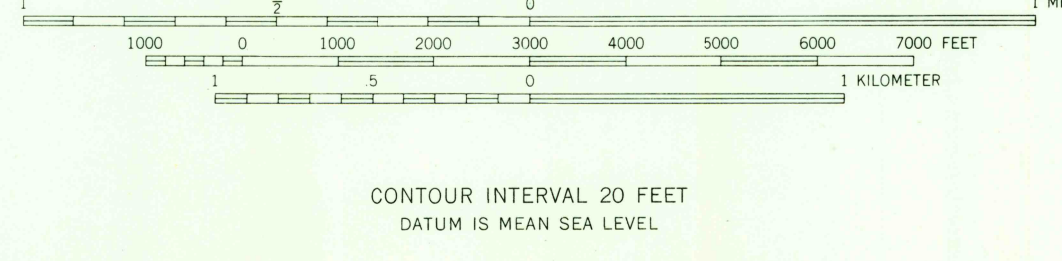 1 1/2 0 1
1000 0 1000 2000 3000 4000 5000 6000 7000 FEET
1 .5 0 1 KILOMETER
CONTOUR INTERVAL 20 FEET
DATUM IS MEAN SEA LEVEL